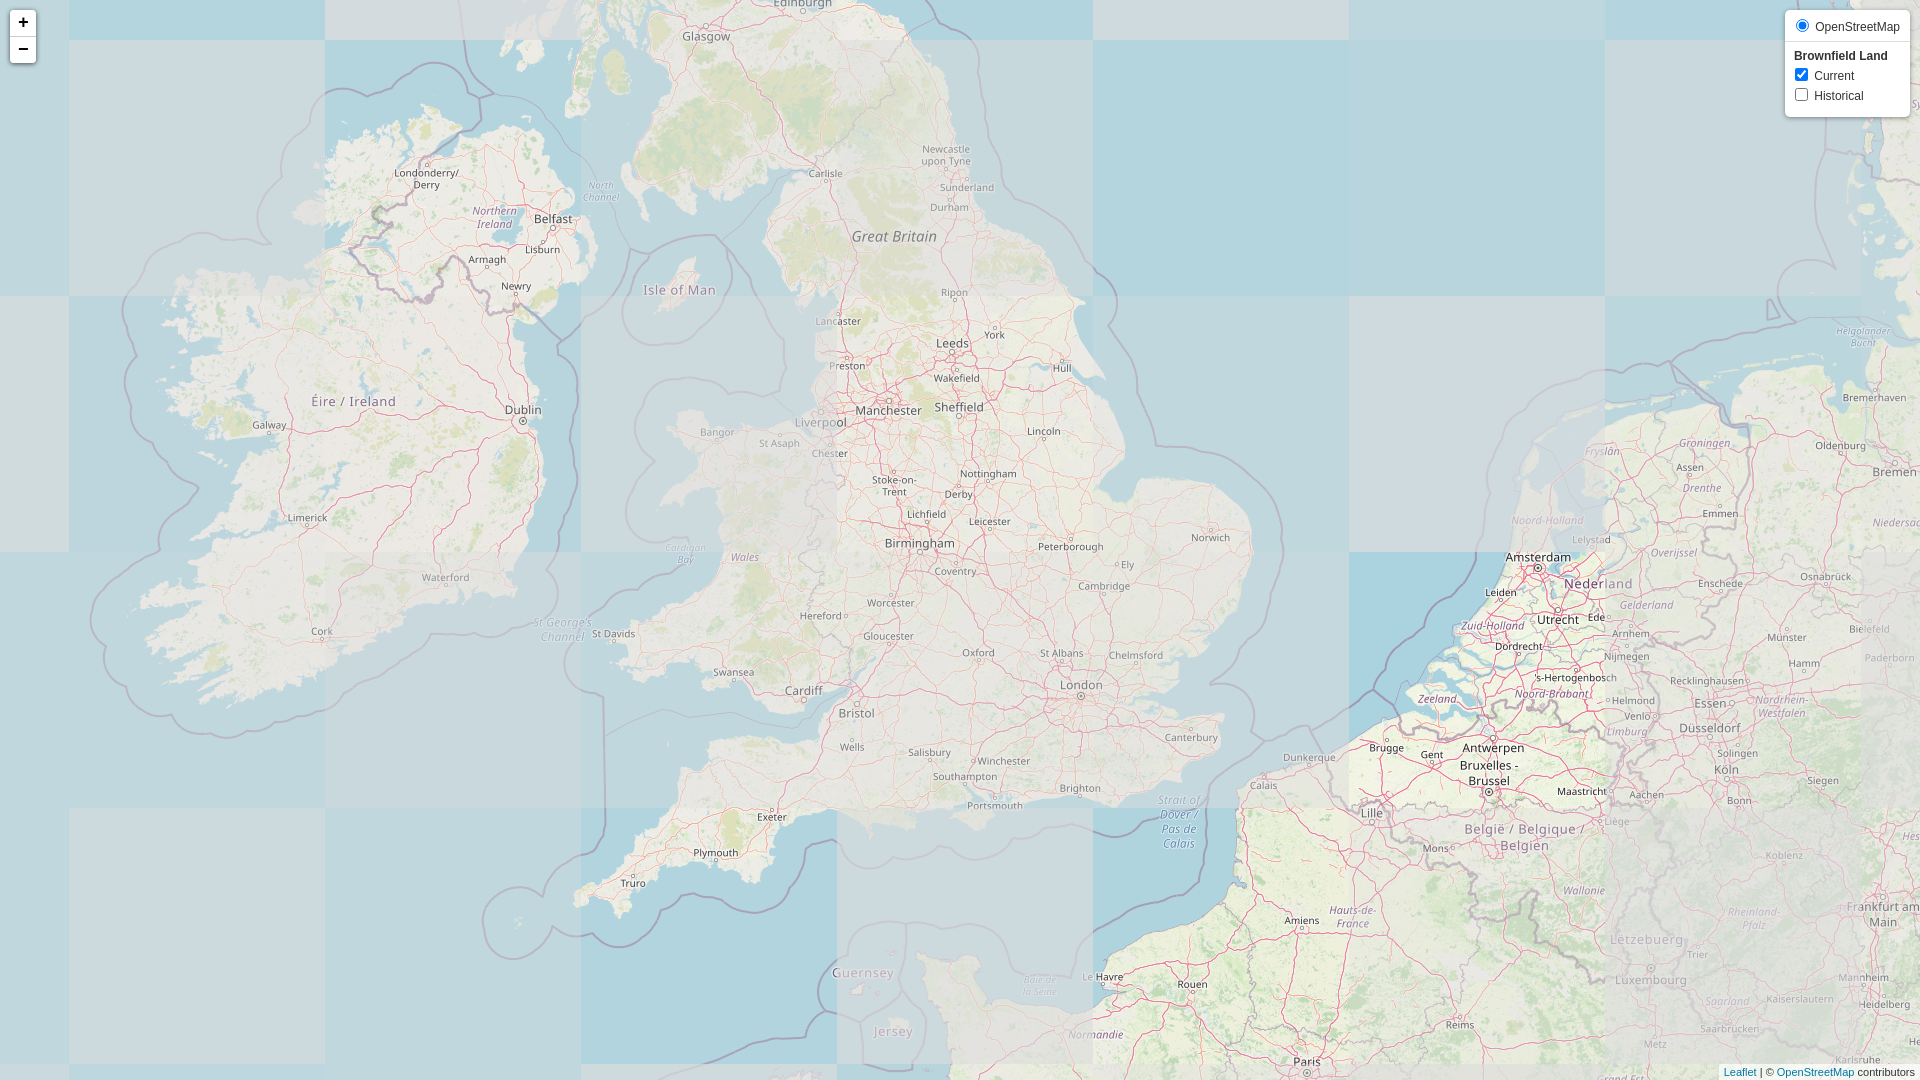 +
−
OpenStreetMap
Brownfield Land
Current
Historical
Edinburgh
Glasgow
Newcastle
upon Tyne
Londonderry/
Derry
Carlisle
North
Channel
Sunderland
Durham
Northern
Ireland
Belfast
Great Britain
Lisburn
Armagh
Newry
Isle of Man
Ripon
Lancaster
Helgoländer
Bucht
York
Leeds
Preston
Hull
Wakefield
Bremerhaven
Éire / Ireland
Dublin
Manchester
Sheffield
Galway
Liverpool
Bangor
Lincoln
St Asaph
Chester
Groningen
Oldenburg
Fryslân
Assen
Bremen
Nottingham
Stoke-on-
Trent
Derby
Drenthe
Lichfield
Limerick
Leicester
Emmen
Noord-Holland
Niedersac
Norwich
Birmingham
Peterborough
Lelystad
Cardigan
Bay
Wales
Amsterdam
Overijssel
Ely
Coventry
Waterford
Cambridge
Nederland
Enschede
Osnabrück
Leiden
Worcester
Gelderland
Hereford
Utrecht
Ede
St George's
Channel
Zuid-Holland
Cork
St Davids
Gloucester
Arnhem
Bielefeld
Münster
Dordrecht
Oxford
St Albans
Chelmsford
Nijmegen
Paderborn
Hamm
Swansea
's-Hertogenbosch
Recklinghausen
London
Cardiff
Zeeland
Noord-Brabant
Helmond
Essen
Nordrhein-
Westfalen
Bristol
Venlo
Limburg
Düsseldorf
Canterbury
Wells
Brugge
Antwerpen
Salisbury
Gent
Solingen
Dunkerque
Winchester
Bruxelles -
Brussel
Köln
Southampton
Siegen
Brighton
Calais
Maastricht
Aachen
Bonn
Strait of
Dover /
Pas de
Calais
Portsmouth
Exeter
Lille
Liège
België / Belgique /
Belgien
Mons
Plymouth
Koblenz
Truro
Wallonie
Hauts-de-
France
Rheinland-
Pfalz
Frankfurt am
Main
Amiens
Lëtzebuerg
Trier
Guernsey
Le Havre
Baie de
la Seine
Rouen
Luxembourg
Mannheim
Saarland
Kaiserslautern
Heidelberg
Jersey
Normandie
Reims
Saarbrücken
Metz
Karlsruhe
Paris
Leaflet | © OpenStreetMap contributors